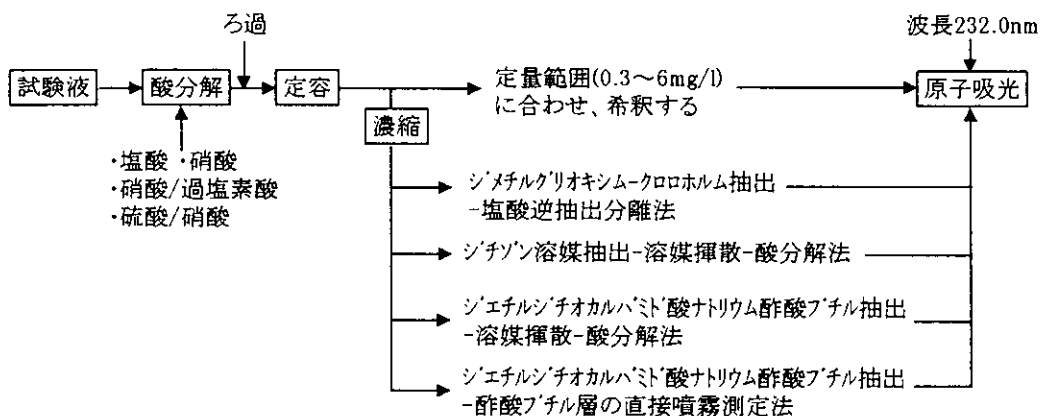 ろ過
波長232.0nm
試験液
酸分解
定容
定量範囲(0.3～6mg/l)
に合わせ、希釈する
原子吸光
濃縮
・塩酸 ・硝酸
・硝酸/過塩素酸
・硫酸/硝酸
ｼﾞﾒﾁﾙｸﾞﾘｵｷｼﾑｰｸﾛﾛﾎﾙﾑ抽出
-塩酸逆抽出分離法
ｼﾞﾁｿﾞﾝ溶媒抽出-溶媒揮散-酸分解法
ｼﾞｴﾁﾙｼﾞﾁｵｶﾙﾊﾞﾐﾄﾞ酸ﾅﾄﾘｳﾑ酢酸ﾌﾞﾁﾙ抽出
-溶媒揮散-酸分解法
ｼﾞｴﾁﾙｼﾞﾁｵｶﾙﾊﾞﾐﾄﾞ酸ﾅﾄﾘｳﾑ酢酸ﾌﾞﾁﾙ抽出
-酢酸ﾌﾞﾁﾙ層の直接噴霧測定法